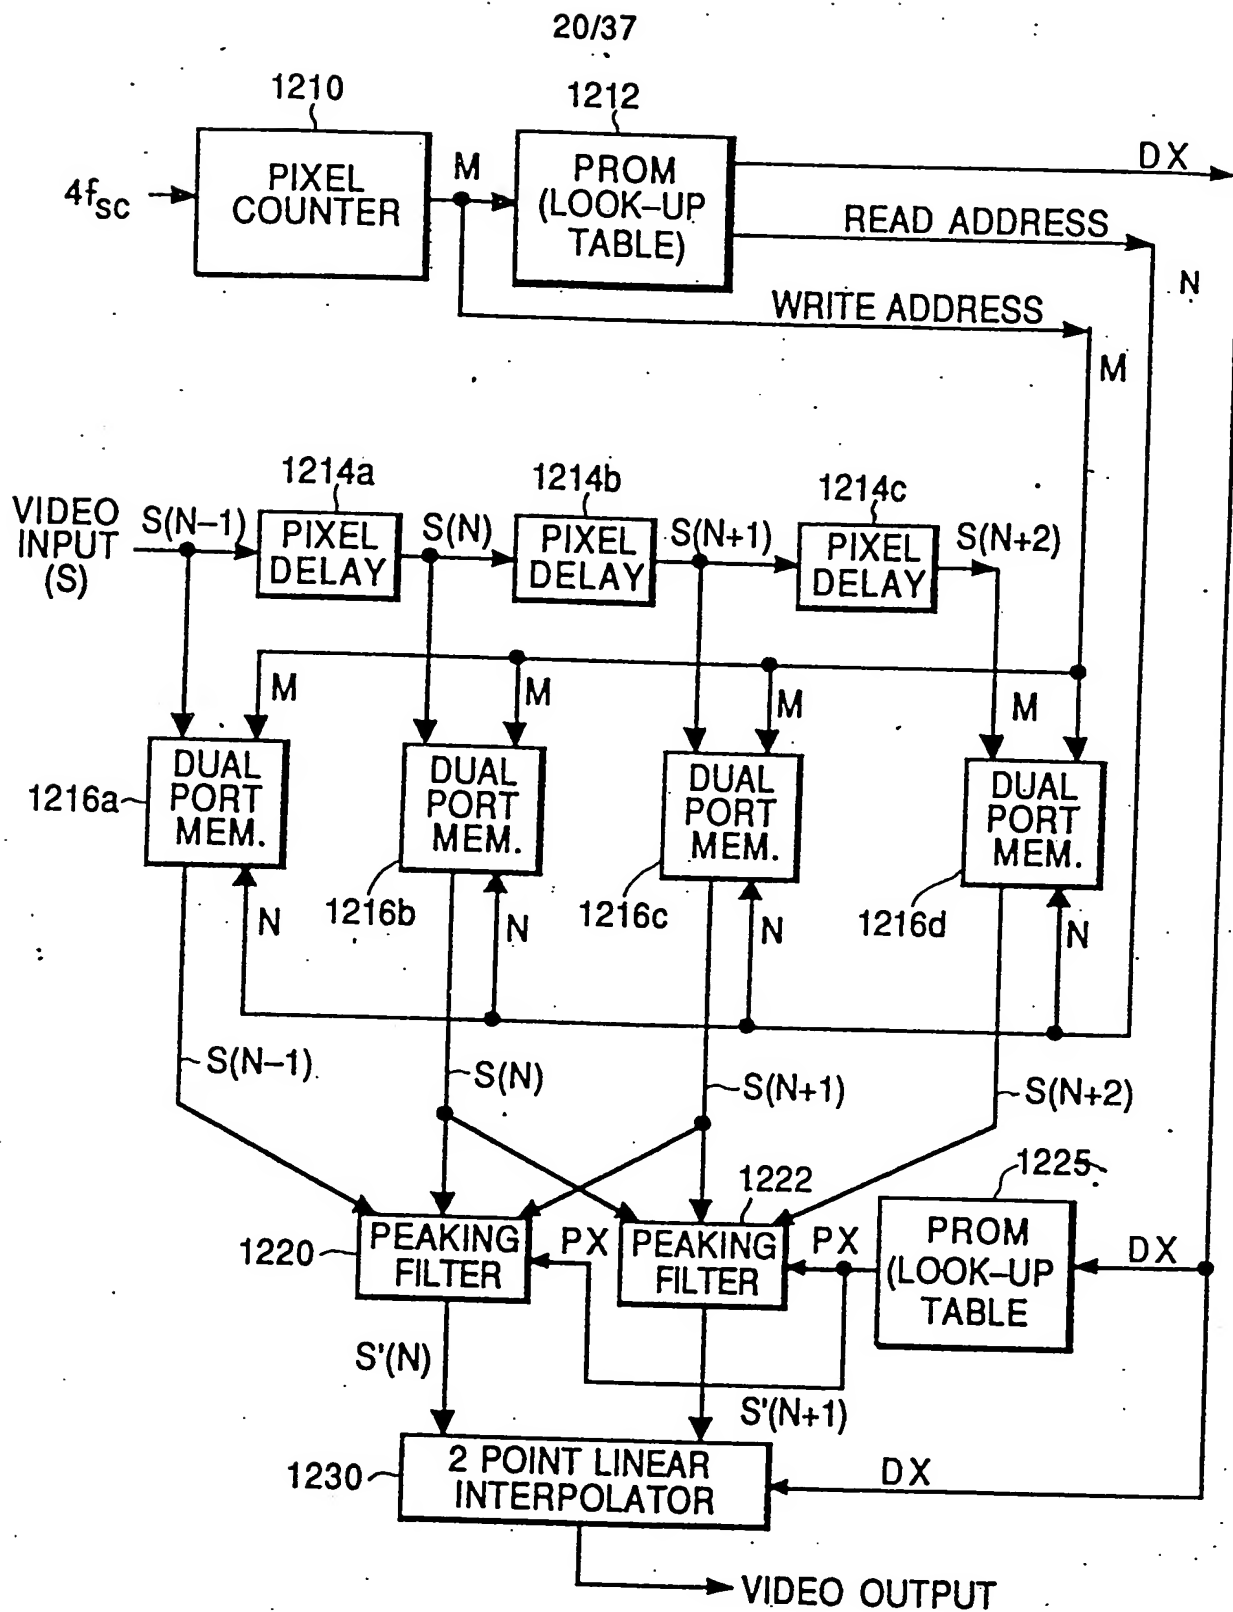 20/37
1210
1212
PIXEL
COUNTER
4fsc
M
PROM
(LOOK-UP
TABLE)
DX
READ ADDRESS
N
WRITE ADDRESS
M
1214a
1214b
1214c
VIDEO
INPUT
(S)
S(N-1)
PIXEL
DELAY
S(N)
PIXEL
DELAY
S(N+1)
PIXEL
DELAY
S(N+2)
M
M
M
M
DUAL
PORT
MEM.
DUAL
PORT
MEM.
DUAL
PORT
MEM.
DUAL
PORT
MEM.
1216a
1216b
1216c
1216d
N
N
N
N
S(N-1)
S(N)
S(N+1)
S(N+2)
1220
PEAKING
FILTER
PX
1222
PEAKING
FILTER
PX
1225
PROM
(LOOK-UP
TABLE
DX
S'(N)
S'(N+1)
1230
2 POINT LINEAR
INTERPOLATOR
DX
VIDEO OUTPUT